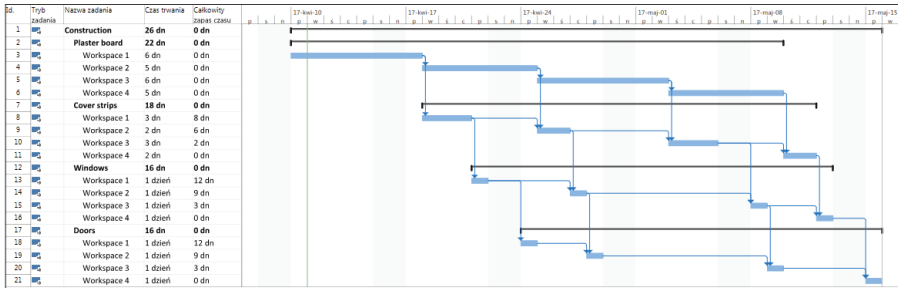 Id. Tryb zadania Nazwa zadania Czas trwania Całkowity zapas czasu 17-kwi-10 17-kwi-17 17-kwi-24 17-maj-01 17-maj-08 17-maj-15
p s n p w ś c p s n p w ś c p s n p w ś c p s n p w ś c p s n p w ś c p s n p w
1 Construction 26 dn 0 dn
2 Plaster board 22 dn 0 dn
3 Workspace 1 6 dn 0 dn
4 Workspace 2 5 dn 0 dn
5 Workspace 3 6 dn 0 dn
6 Workspace 4 5 dn 0 dn
7 Cover strips 18 dn 0 dn
8 Workspace 1 3 dn 8 dn
9 Workspace 2 2 dn 6 dn
10 Workspace 3 3 dn 2 dn
11 Workspace 4 2 dn 0 dn
12 Windows 16 dn 0 dn
13 Workspace 1 1 dzień 12 dn
14 Workspace 2 1 dzień 9 dn
15 Workspace 3 1 dzień 3 dn
16 Workspace 4 1 dzień 0 dn
17 Doors 16 dn 0 dn
18 Workspace 1 1 dzień 12 dn
19 Workspace 2 1 dzień 9 dn
20 Workspace 3 1 dzień 3 dn
21 Workspace 4 1 dzień 0 dn